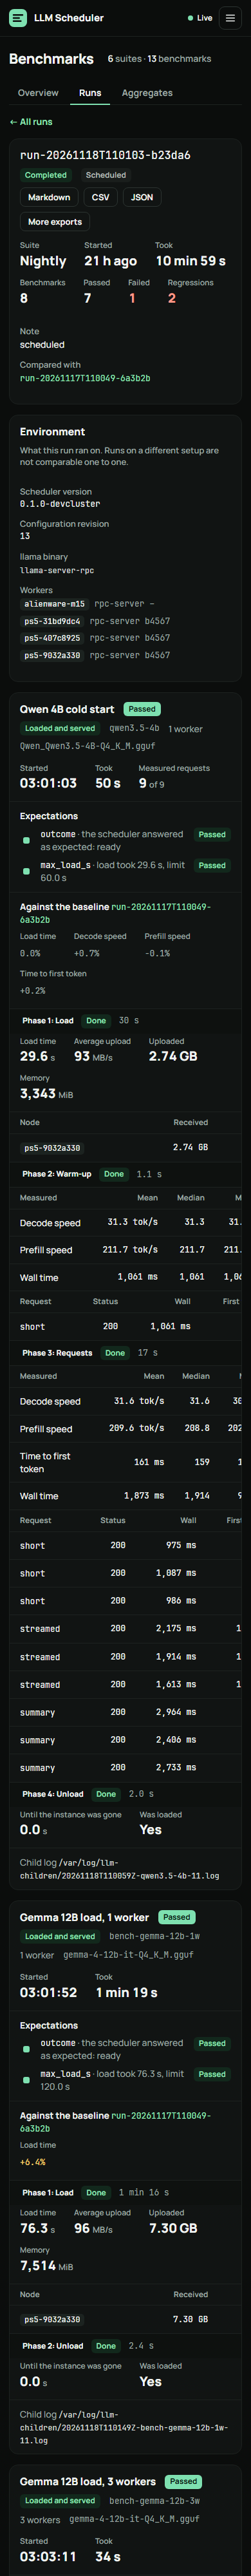 LLM Scheduler
Live
Benchmarks
6 suites · 13 benchmarks
Overview
Runs
Aggregates
← All runs
run-20261118T110103-b23da6
Completed
Scheduled
Markdown
CSV
JSON
More exports
Suite
Started
Took
Nightly
21 h ago
10 min 59 s
Benchmarks
Passed
Failed
Regressions
8
7
1
2
Note
scheduled
Compared with
run-20261117T110049-6a3b2b
Environment
What this run ran on. Runs on a different setup are
not comparable one to one.
Scheduler version
0.1.0-devcluster
Configuration revision
13
llama binary
llama-server-rpc
Workers
alienware-m15 rpc-server —
ps5-31bd9dc4 rpc-server b4567
ps5-407c8925 rpc-server b4567
ps5-9032a330 rpc-server b4567
Qwen 4B cold start
Passed
Loaded and served
qwen3.5-4b
1 worker
Qwen_Qwen3.5-4B-Q4_K_M.gguf
Started
Took
Measured requests
03:01:03
50 s
9 of 9
Expectations
outcome · the scheduler answered
as expected: ready
Passed
max_load_s · load took 29.6 s, limit
60.0 s
Passed
Against the baseline run-20261117T110049-
6a3b2b
Load time
Decode speed
Prefill speed
0.0%
+0.7%
-0.1%
Time to first token
+0.2%
Phase 1: Load
Done
30 s
Load time
Average upload
Uploaded
29.6 s
93 MB/s
2.74 GB
Memory
3,343 MiB
Node
Received
ps5-9032a330
2.74 GB
Phase 2: Warm-up
Done
1.1 s
Measured
Mean
Median
Decode speed
31.3 tok/s
31.3
Prefill speed
211.7 tok/s
211.7
Wall time
1,061 ms
1,061
Request
Status
Wall
First
short
200
1,061 ms
Phase 3: Requests
Done
17 s
Measured
Mean
Median
Decode speed
31.6 tok/s
31.6
Prefill speed
209.6 tok/s
208.8
Time to first
token
161 ms
159
Wall time
1,873 ms
1,914
Request
Status
Wall
short
200
975 ms
short
200
1,087 ms
short
200
986 ms
streamed
200
2,175 ms
streamed
200
1,914 ms
streamed
200
1,613 ms
summary
200
2,964 ms
summary
200
2,406 ms
summary
200
2,733 ms
Phase 4: Unload
Done
2.0 s
Until the instance was gone
Was loaded
0.0 s
Yes
Child log /var/log/llm-
children/20261118T110059Z-qwen3.5-4b-11.log
Gemma 12B load, 1 worker
Passed
Loaded and served
bench-gemma-12b-1w
1 worker
gemma-4-12b-it-Q4_K_M.gguf
Started
Took
03:01:52
1 min 19 s
Expectations
outcome · the scheduler answered
as expected: ready
Passed
max_load_s · load took 76.3 s, limit
120.0 s
Passed
Against the baseline run-20261117T110049-
6a3b2b
Load time
+6.4%
Phase 1: Load
Done
1 min 16 s
Load time
Average upload
Uploaded
76.3 s
96 MB/s
7.30 GB
Memory
7,514 MiB
Node
Received
ps5-9032a330
7.30 GB
Phase 2: Unload
Done
2.4 s
Until the instance was gone
Was loaded
0.0 s
Yes
Child log /var/log/llm-
children/20261118T110149Z-bench-gemma-12b-1w-
11.log
Gemma 12B load, 3 workers
Passed
Loaded and served
bench-gemma-12b-3w
3 workers
gemma-4-12b-it-Q4_K_M.gguf
Started
Took
03:03:11
34 s